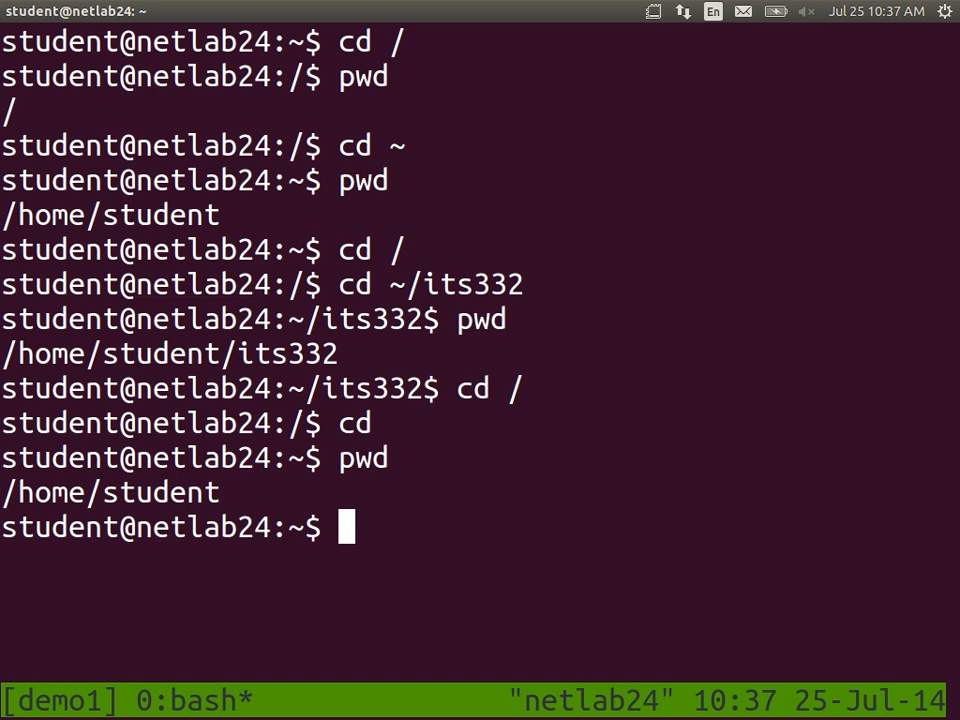 student@netlab24: ~ En Jul 25 10:37 AM
student@netlab24:~$ cd /
student@netlab24:/$ pwd
/
student@netlab24:/$ cd ~
student@netlab24:~$ pwd
/home/student
student@netlab24:~$ cd /
student@netlab24:/$ cd ~/its332
student@netlab24:~/its332$ pwd
/home/student/its332
student@netlab24:~/its332$ cd /
student@netlab24:/$ cd
student@netlab24:~$ pwd
/home/student
student@netlab24:~$
[demo1] 0:bash* "netlab24" 10:37 25-Jul-14